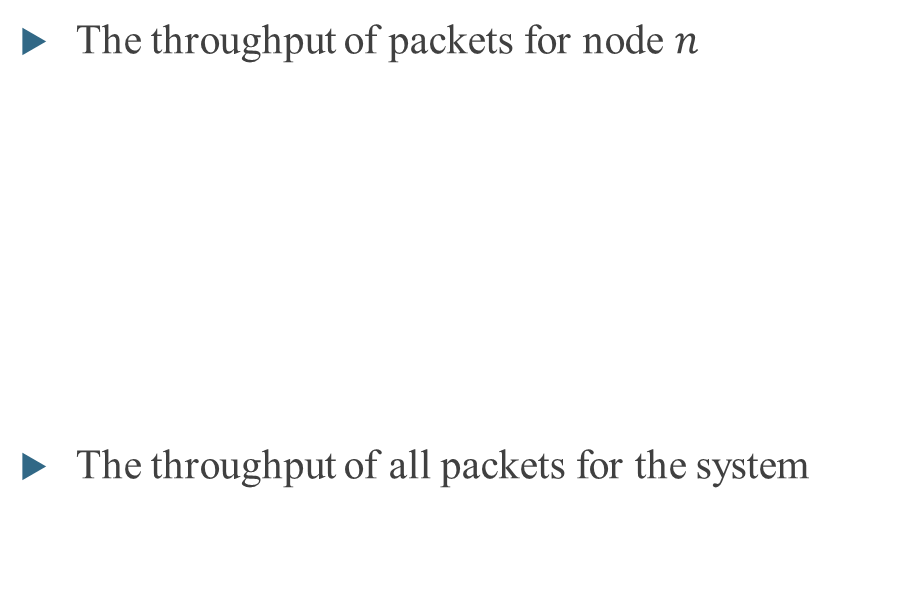 The throughput of packets for node n
The throughput of all packets for the system